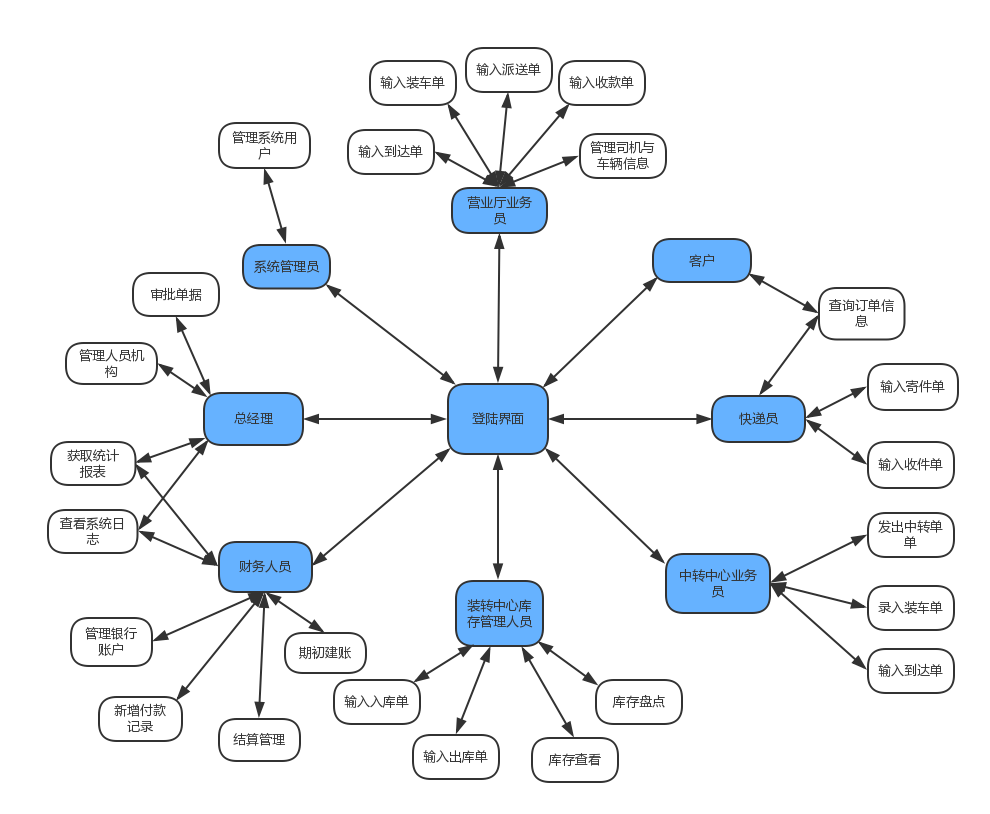 输入派送单
输入装车单
输入收款单
管理系统用
户
输入到达单
管理司机与
车辆信息
营业厅业务
员
系统管理员
客户
审批单据
查询订单信
息
管理人员机
构
输入寄件单
总经理
登陆界面
快递员
获取统计
报表
输入收件单
查看系统日
志
发出中转单
单
财务人员
中转中心业务
员
装转中心库
存管理人员
录入装车单
管理银行
账户
期初建账
输入到达单
输入入库单
库存盘点
新增付款
记录
结算管理
输入出库单
库存查看